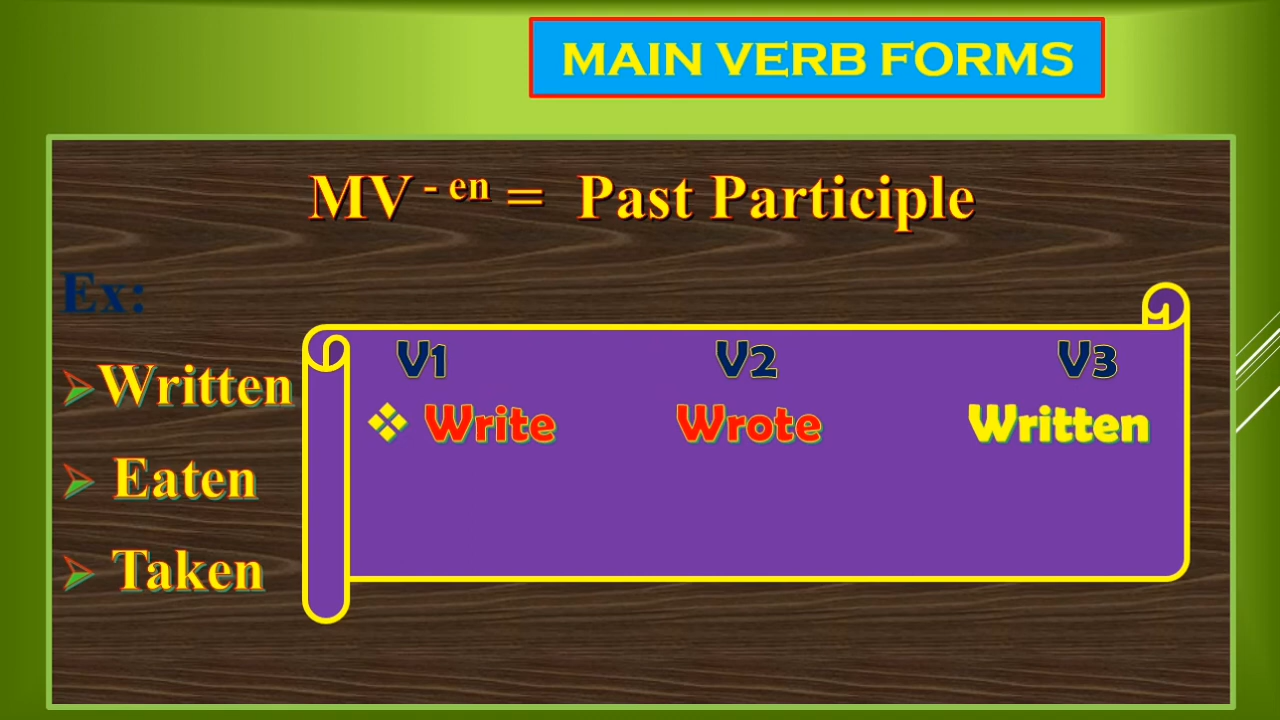 MAIN VERB FORMS
MV - en = Past Participle
Ex:
Written
Eaten
Taken
V1 V2 V3
Write Wrote Written